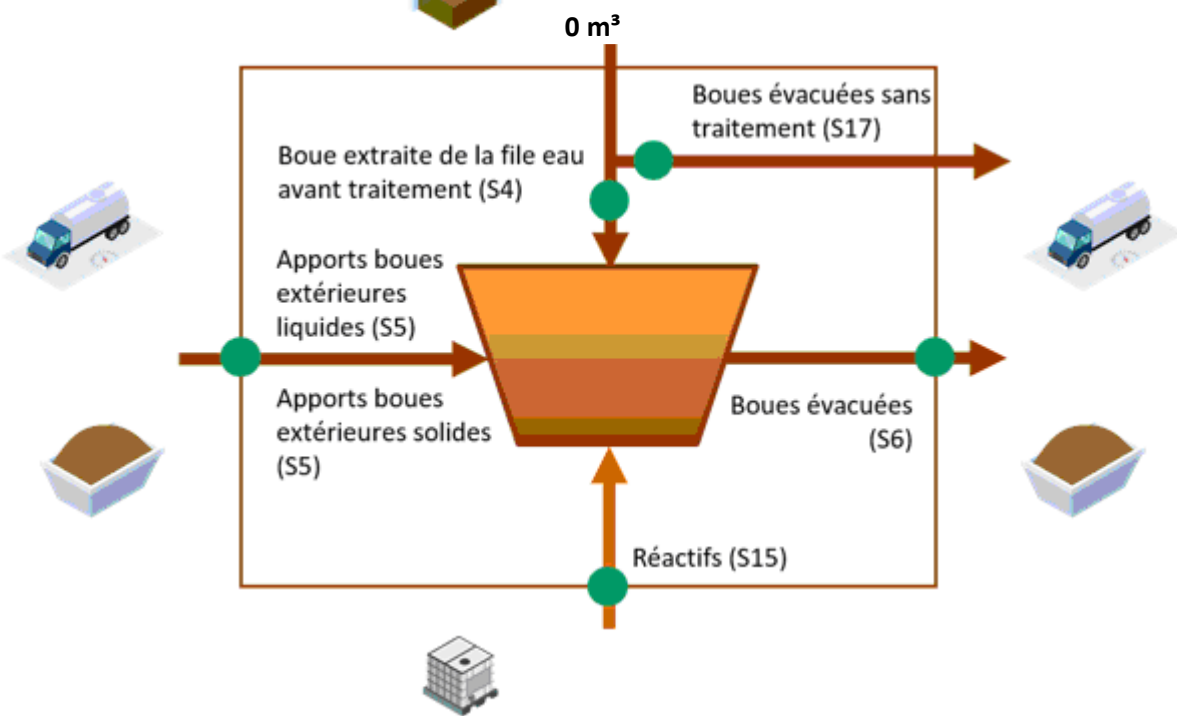 0 m³
Boues évacuées sans
traitement (S17)
Boue extraite de la file eau
avant traitement (S4)
Apports boues
extérieures
liquides (S5)
Apports boues
extérieures solides
(S5)
Boues évacuées
(S6)
Réactifs (S15)